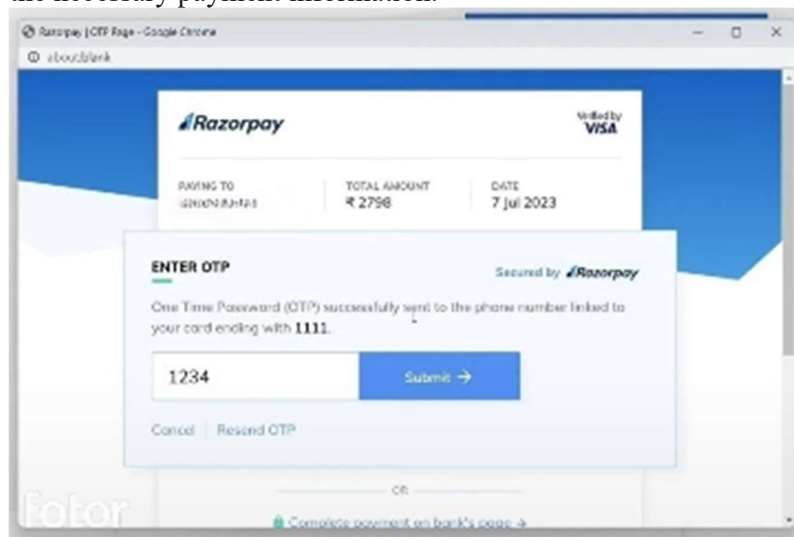 the necessary payment information.
Razorpay | OTP Page - Google Chrome
about:blank
Razorpay
Verified by
VISA
PAYING TO
TOTAL AMOUNT
₹ 2798
DATE
7 Jul 2023
ENTER OTP
Secured by Razorpay
One Time Password (OTP) successfully sent to the phone number linked to
your card ending with 1111.
1234
Submit →
Cancel | Resend OTP
OR
Complete payment on bank's page →
fotor